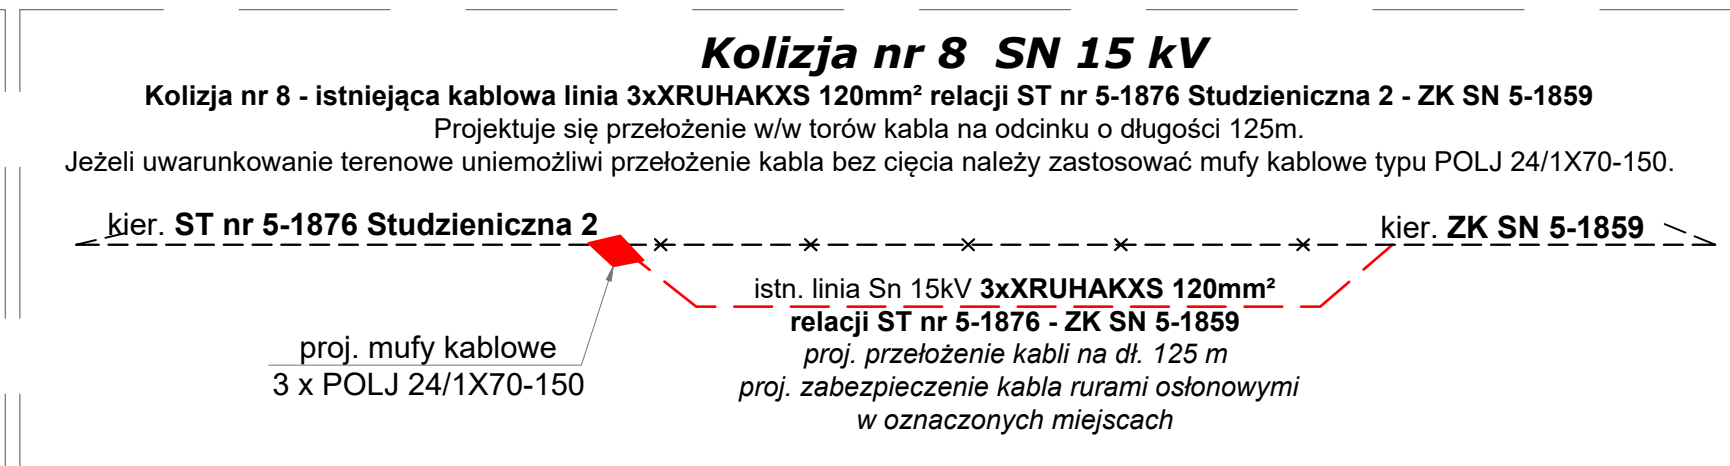 Kolizja nr 8 SN 15 kV
Kolizja nr 8 - istniejąca kablowa linia 3xXRUHAKXS 120mm² relacji ST nr 5-1876 Studzieniczna 2 - ZK SN 5-1859
Projektuje się przełożenie w/w torów kabla na odcinku o długości 125m.
Jeżeli uwarunkowanie terenowe uniemożliwi przełożenie kabla bez cięcia należy zastosować mufy kablowe typu POLJ 24/1X70-150.
kier. ST nr 5-1876 Studzieniczna 2
kier. ZK SN 5-1859
istn. linia Sn 15kV 3xXRUHAKXS 120mm²
relacji ST nr 5-1876 - ZK SN 5-1859
proj. przełożenie kabli na dł. 125 m
proj. zabezpieczenie kabla rurami osłonowymi
w oznaczonych miejscach
proj. mufy kablowe
3 x POLJ 24/1X70-150